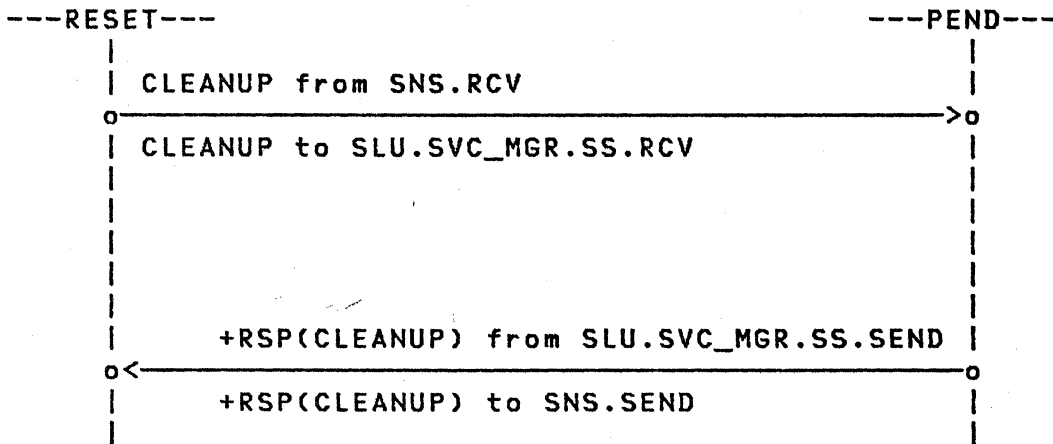 ---RESET--- ---PEND---
CLEANUP from SNS.RCV
CLEANUP to SLU.SVC_MGR.SS.RCV
+RSP(CLEANUP) from SLU.SVC_MGR.SS.SEND
+RSP(CLEANUP) to SNS.SEND